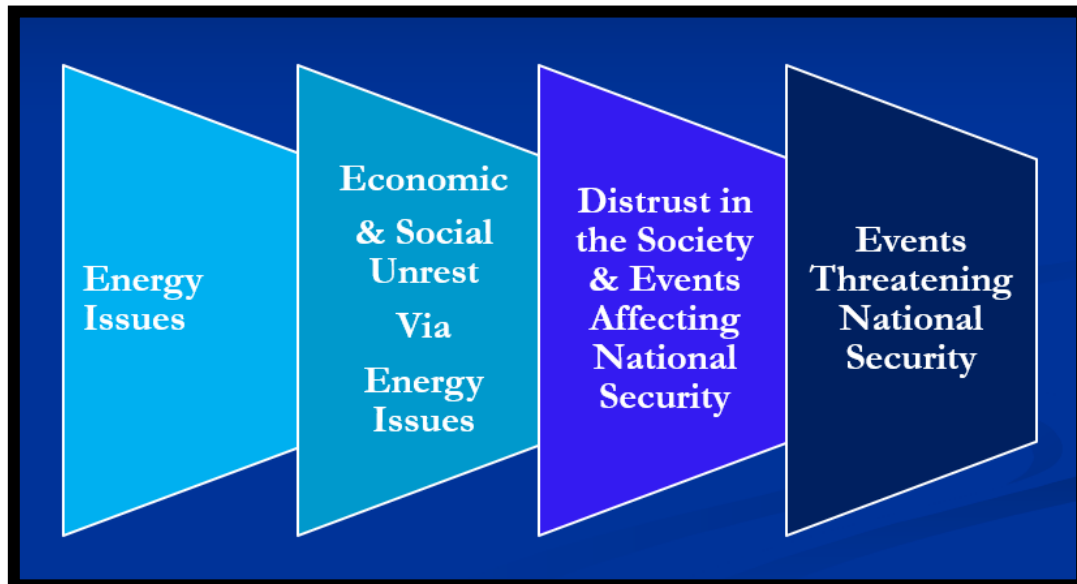 Energy
Issues
Economic
& Social
Unrest
Via
Energy
Issues
Distrust in
the Society
& Events
Affecting
National
Security
Events
Threatening
National
Security